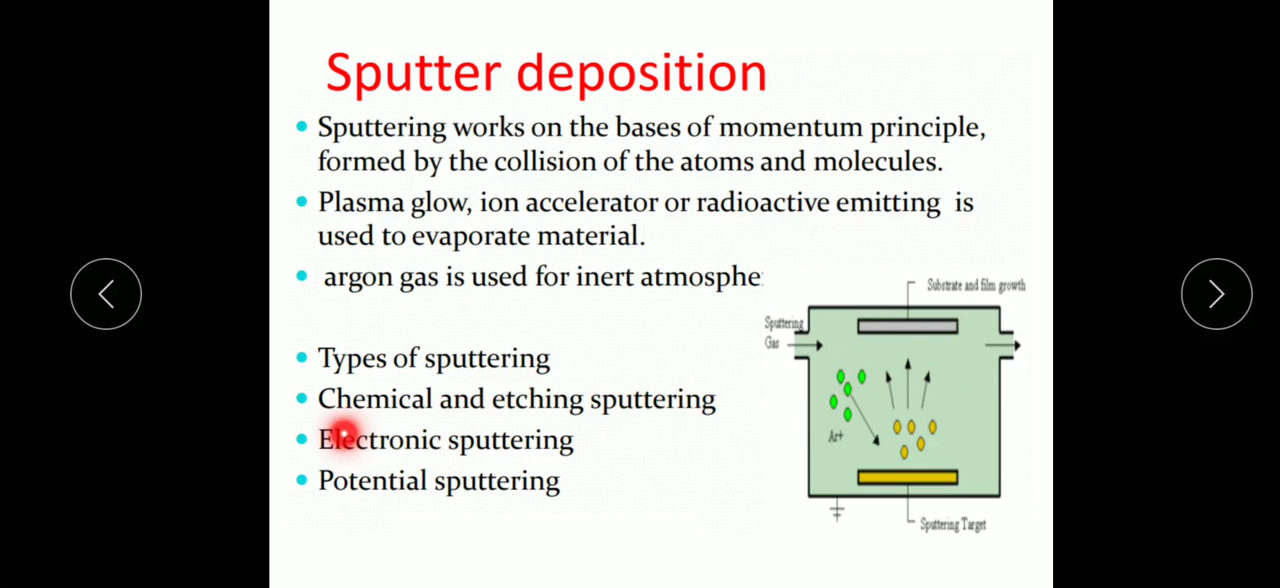 Sputter deposition
Sputtering works on the bases of momentum principle,
formed by the collision of the atoms and molecules.
Plasma glow, ion accelerator or radioactive emitting is
used to evaporate material.
argon gas is used for inert atmosphe
Types of sputtering
Chemical and etching sputtering
Electronic sputtering
Potential sputtering
Substrate and film growth
Sputtering
Gas
Ar+
Sputtering Target